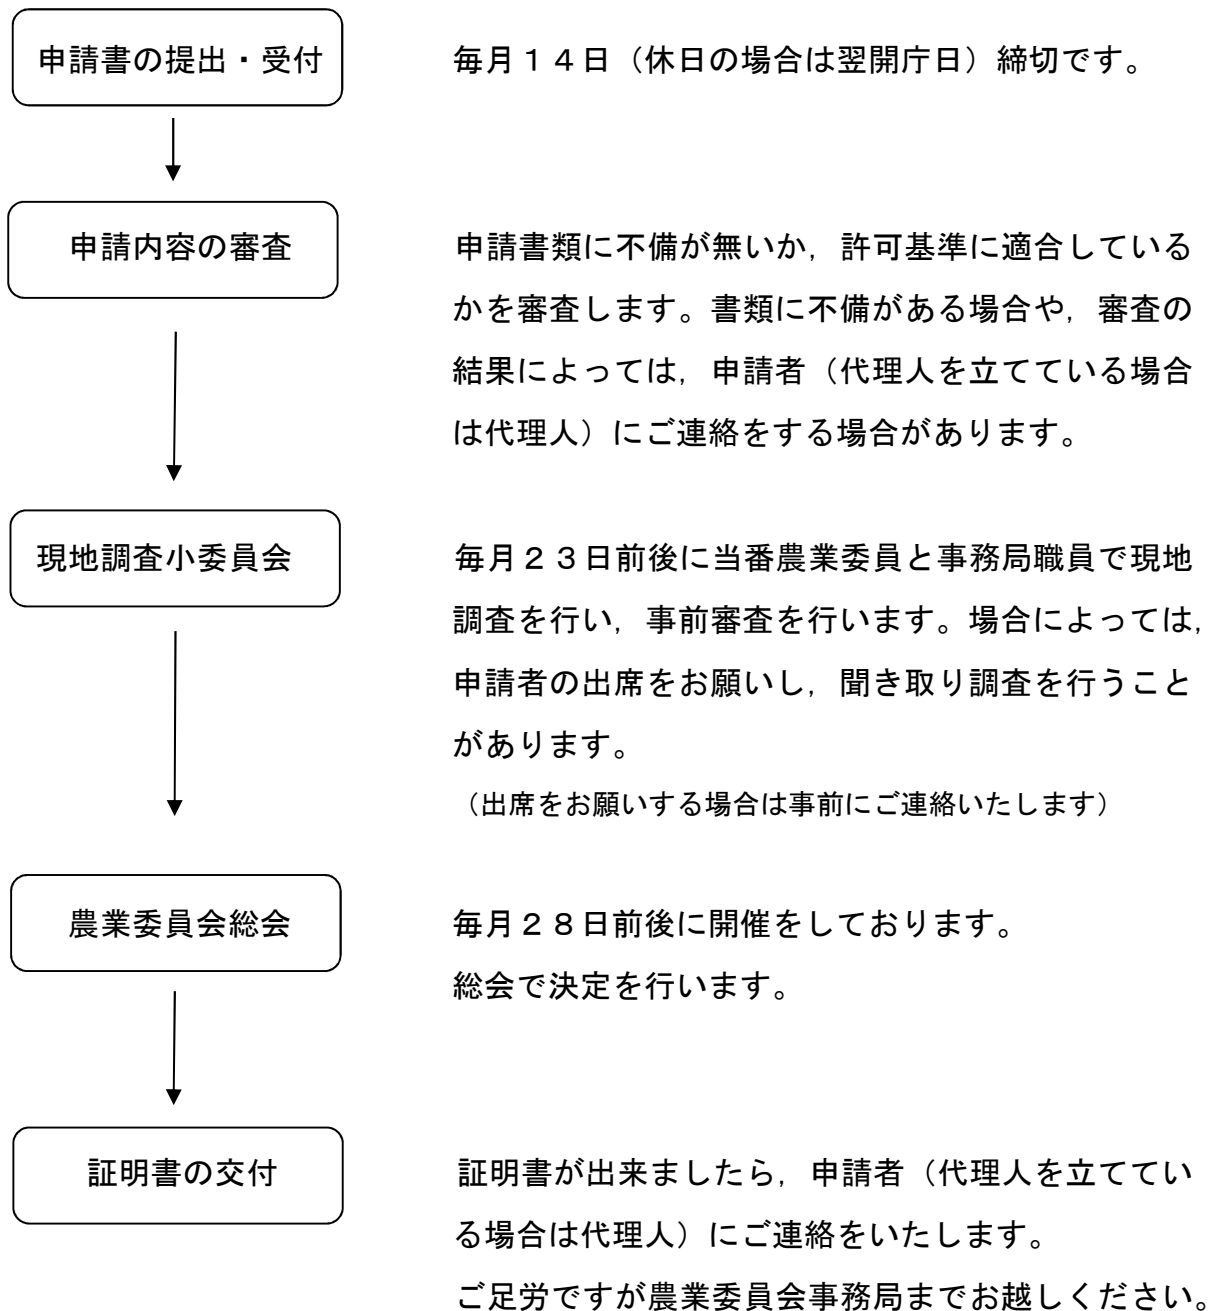 申請書の提出・受付
毎月１４日（休日の場合は翌開庁日）締切です。
申請内容の審査
申請書類に不備が無いか，許可基準に適合している
かを審査します。書類に不備がある場合や，審査の
結果によっては，申請者（代理人を立てている場合
は代理人）にご連絡をする場合があります。
現地調査小委員会
毎月２３日前後に当番農業委員と事務局職員で現地
調査を行い，事前審査を行います。場合によっては，
申請者の出席をお願いし，聞き取り調査を行うこと
があります。
（出席をお願いする場合は事前にご連絡いたします）
農業委員会総会
毎月２８日前後に開催をしております。
総会で決定を行います。
証明書の交付
証明書が出来ましたら，申請者（代理人を立ててい
る場合は代理人）にご連絡をいたします。
ご足労ですが農業委員会事務局までお越しください。